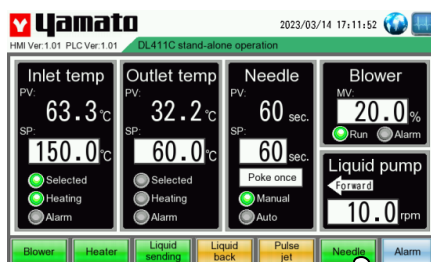 Yamato
2023/03/14 17:11:52
HMI Ver:1.01 PLC Ver:1.01
DL411C stand-alone operation
Inlet temp
PV:
63.3℃
SP:
150.0℃
Selected
Heating
Alarm
Outlet temp
PV:
32.2℃
SP:
60.0℃
Selected
Heating
Alarm
Needle
PV:
60 sec.
SP:
60 sec.
Poke once
Manual
Auto
Blower
MV:
20.0%
Run
Alarm
Liquid pump
Forward
10.0rpm
Blower
Heater
Liquid
sending
Liquid
back
Pulse
jet
Needle
Alarm